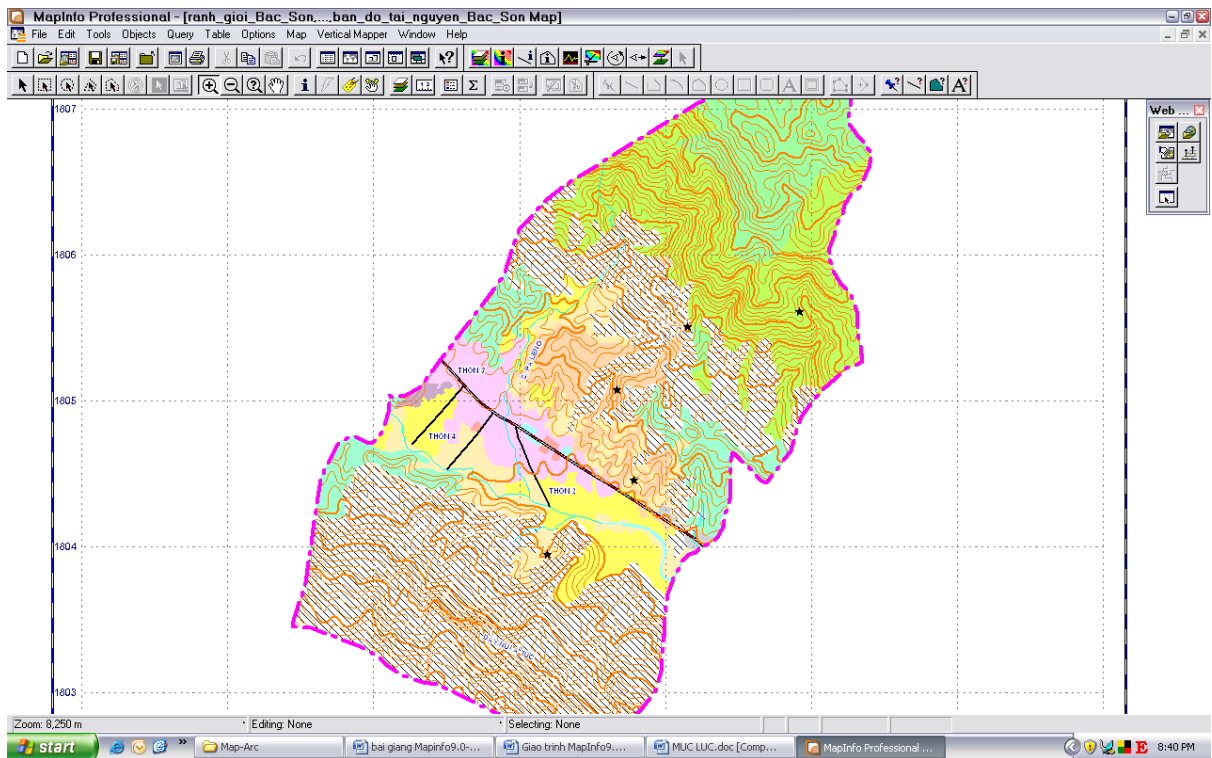 MapInfo Professional - [ranh_gioi_Bac_Son,...,ban_do_tai_nguyen_Bac_Son Map]
File Edit Tools Objects Query Table Options Map Vertical Mapper Window Help
Web ...
1807
1806
1805
1804
1803
THON 4
THON 2
Zoom: 8,250 m
Editing: None
Selecting: None
start
Map-Arc
bai giang Mapinfo9.0-...
Giao trinh MapInfo9....
MUC LUC.doc [Comp...
MapInfo Professional ...
E
8:40 PM